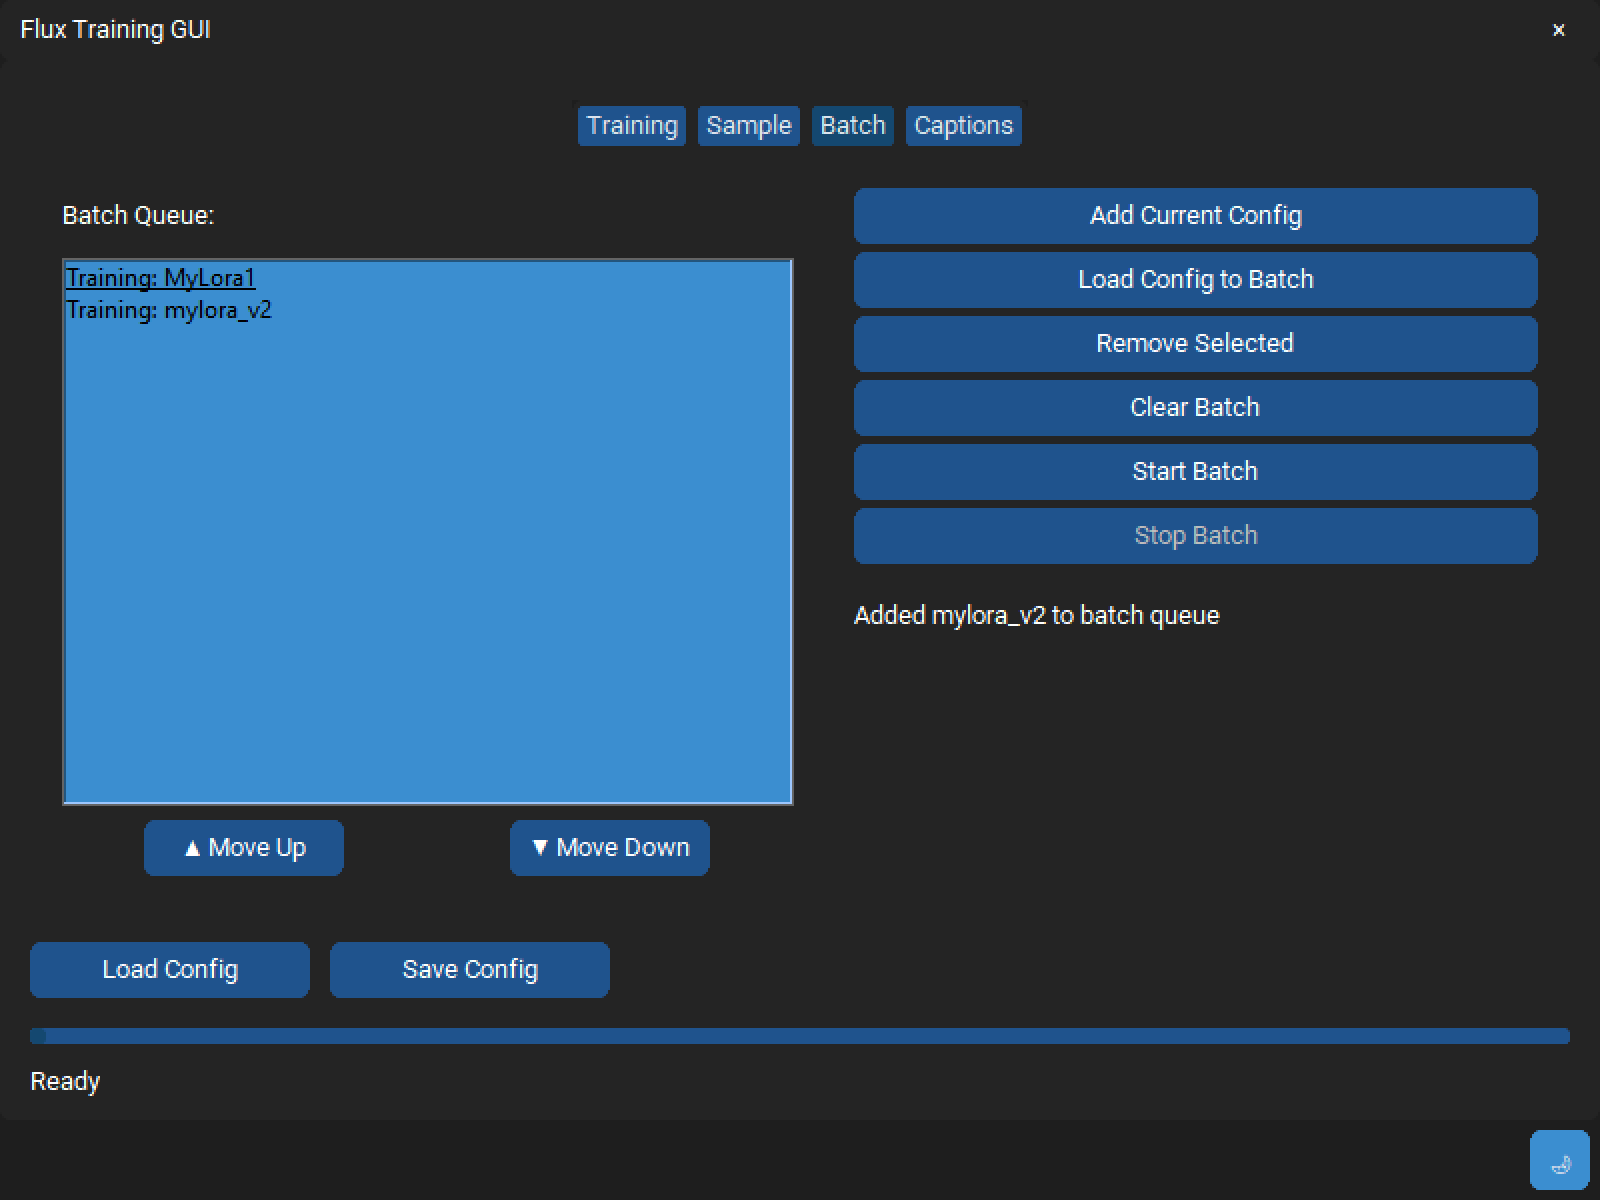 Flux Training GUI
×
Training Sample Batch Captions
Batch Queue:
Training: MyLora1
Training: mylora_v2
▲ Move Up
▼ Move Down
Add Current Config
Load Config to Batch
Remove Selected
Clear Batch
Start Batch
Stop Batch
Added mylora_v2 to batch queue
Load Config
Save Config
Ready